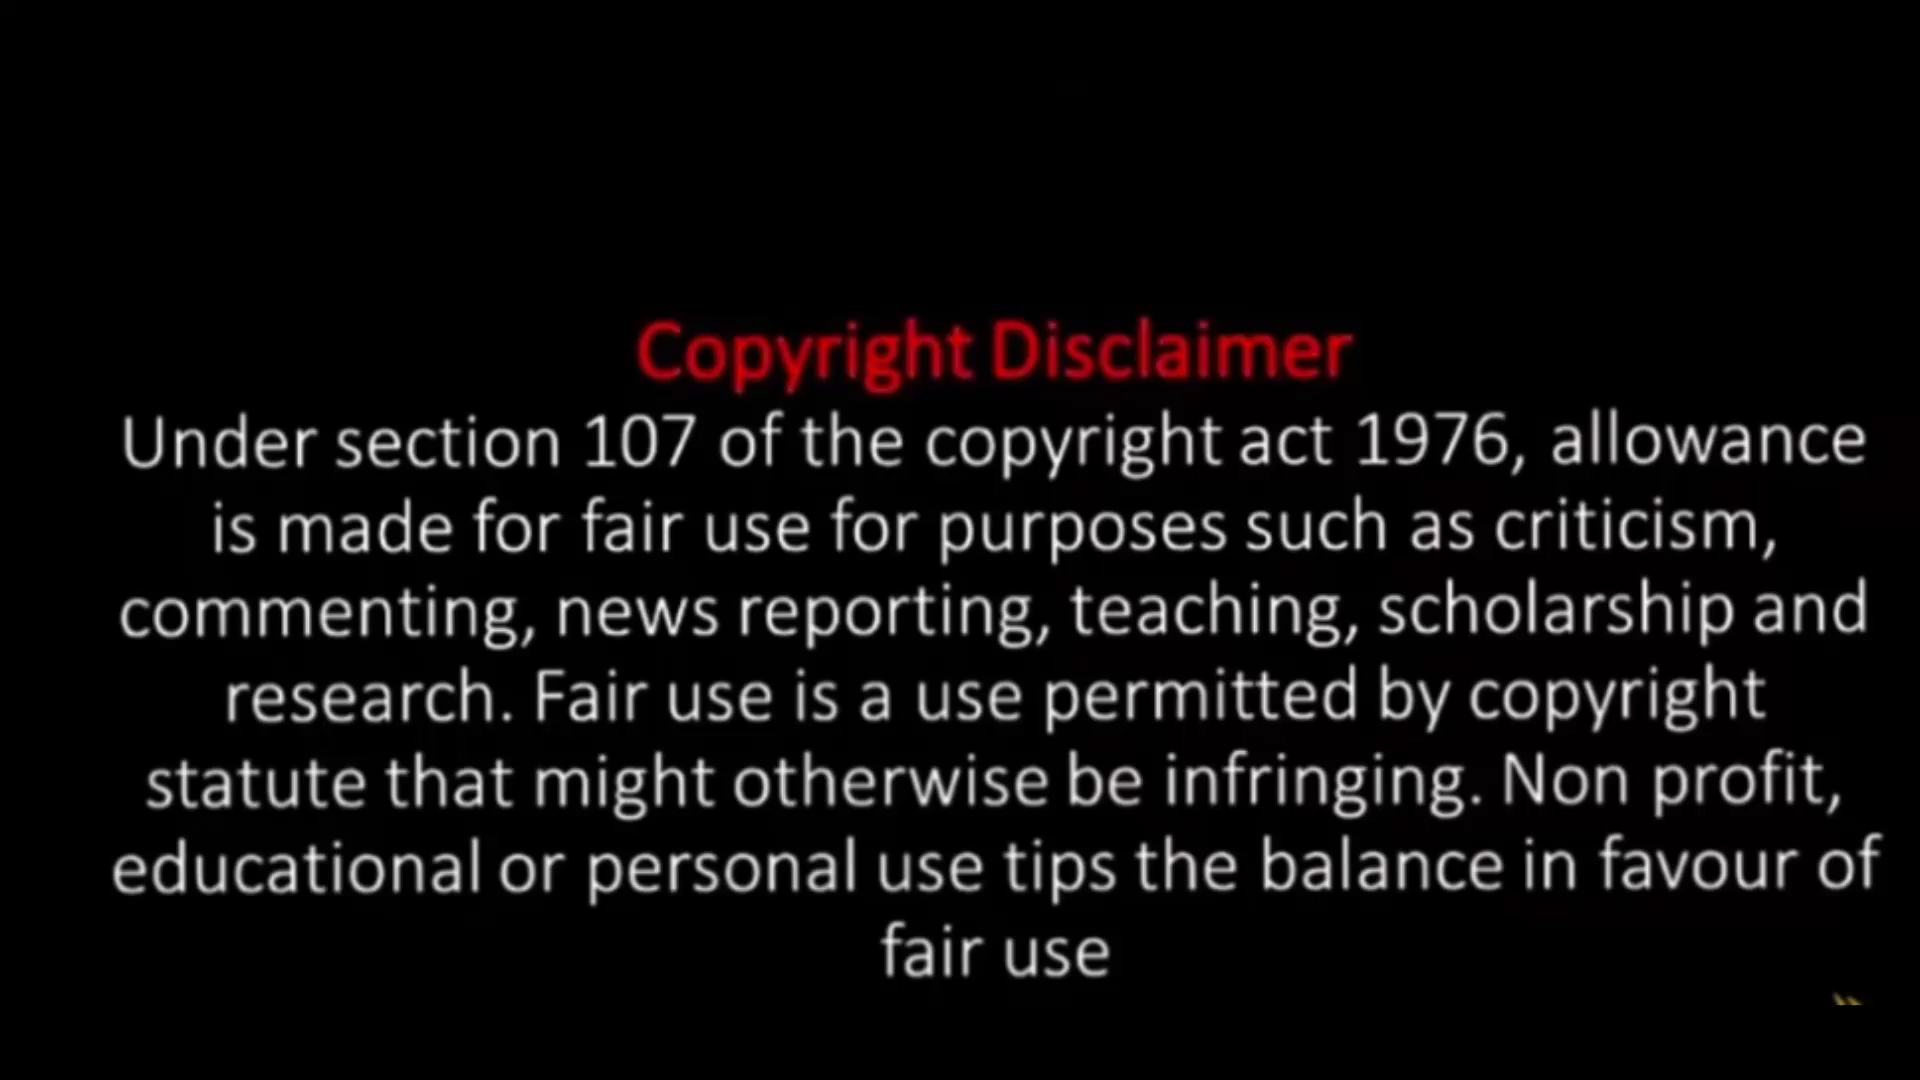 Copyright Disclaimer
Under section 107 of the copyright act 1976, allowance
is made for fair use for purposes such as criticism,
commenting, news reporting, teaching, scholarship and
research. Fair use is a use permitted by copyright
statute that might otherwise be infringing. Non profit,
educational or personal use tips the balance in favour of
fair use